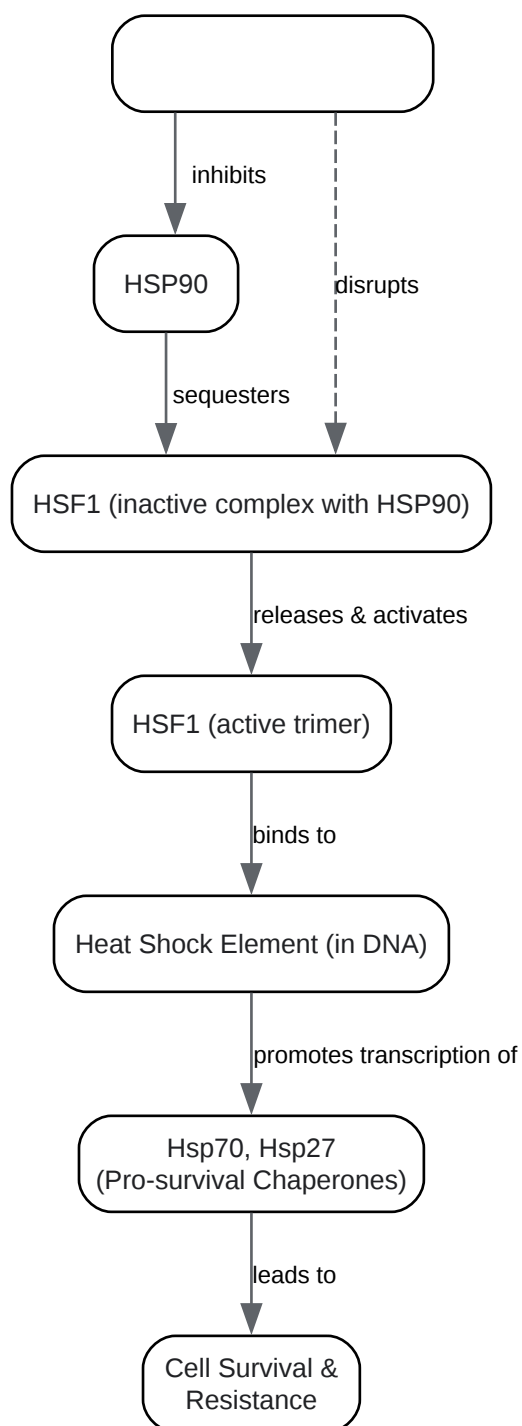 inhibits
HSP90
disrupts
sequesters
HSF1 (inactive complex with HSP90)
releases & activates
HSF1 (active trimer)
binds to
Heat Shock Element (in DNA)
promotes transcription of
Hsp70, Hsp27
(Pro-survival Chaperones)
leads to
Cell Survival &
Resistance